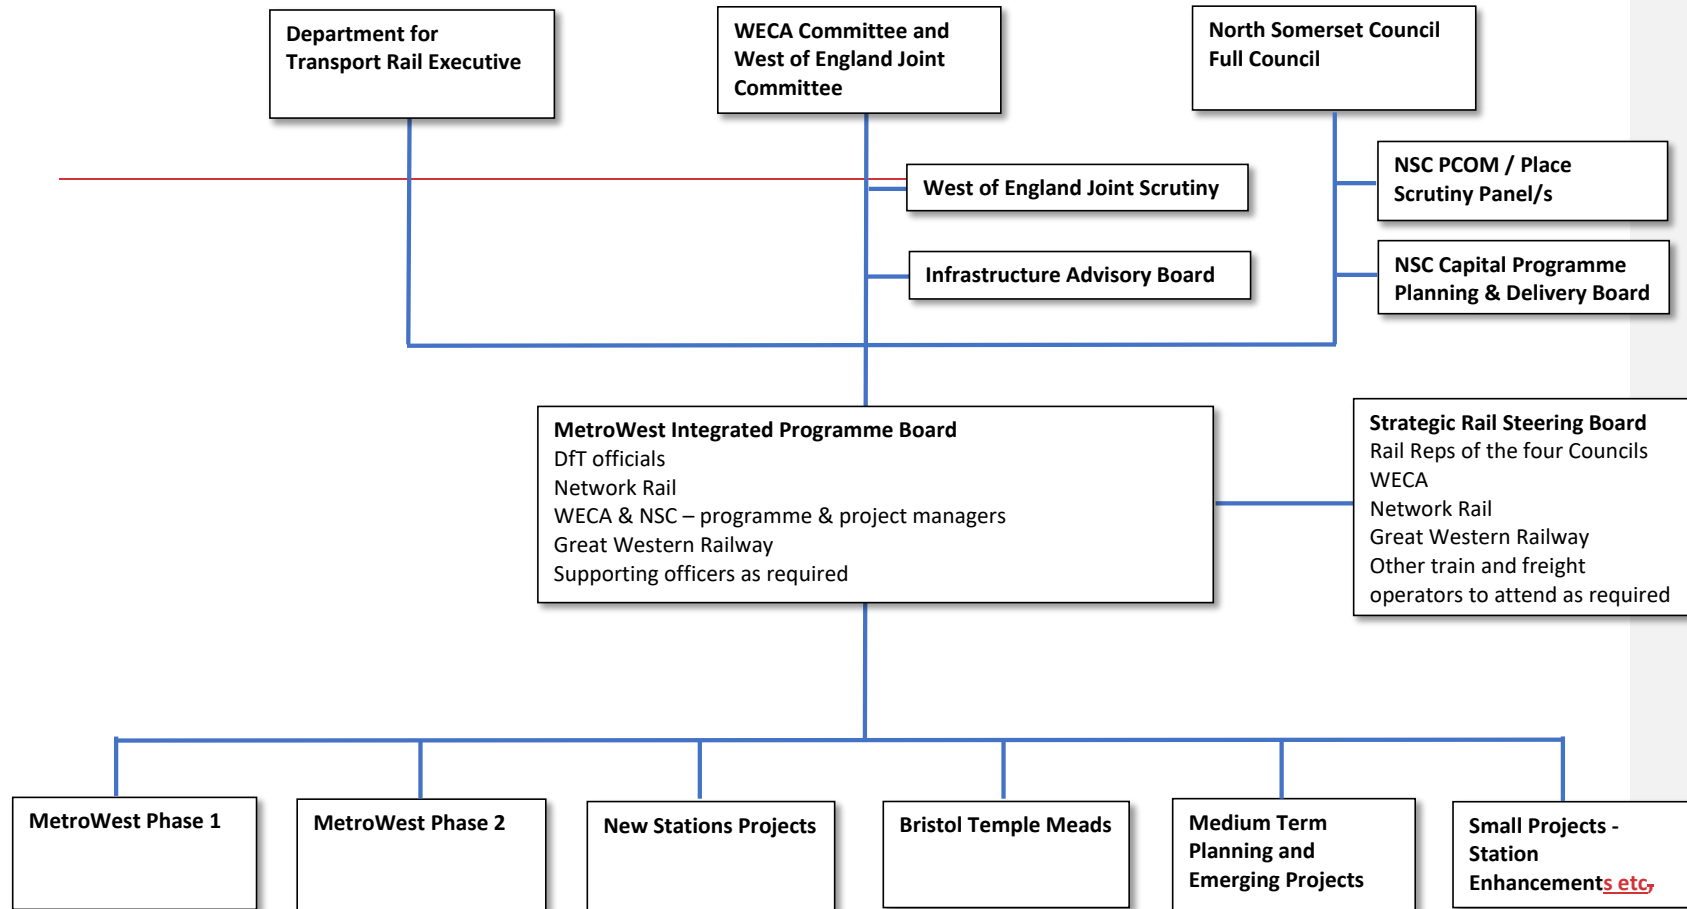 Department for
Transport Rail Executive
WECA Committee and
West of England Joint
Committee
North Somerset Council
Full Council
West of England Joint Scrutiny
NSC PCOM / Place
Scrutiny Panel/s
Infrastructure Advisory Board
NSC Capital Programme
Planning & Delivery Board
MetroWest Integrated Programme Board
DfT officials
Network Rail
WECA & NSC – programme & project managers
Great Western Railway
Supporting officers as required
Strategic Rail Steering Board
Rail Reps of the four Councils
WECA
Network Rail
Great Western Railway
Other train and freight
operators to attend as required
MetroWest Phase 1
MetroWest Phase 2
New Stations Projects
Bristol Temple Meads
Medium Term
Planning and
Emerging Projects
Small Projects -
Station
Enhancements etc,